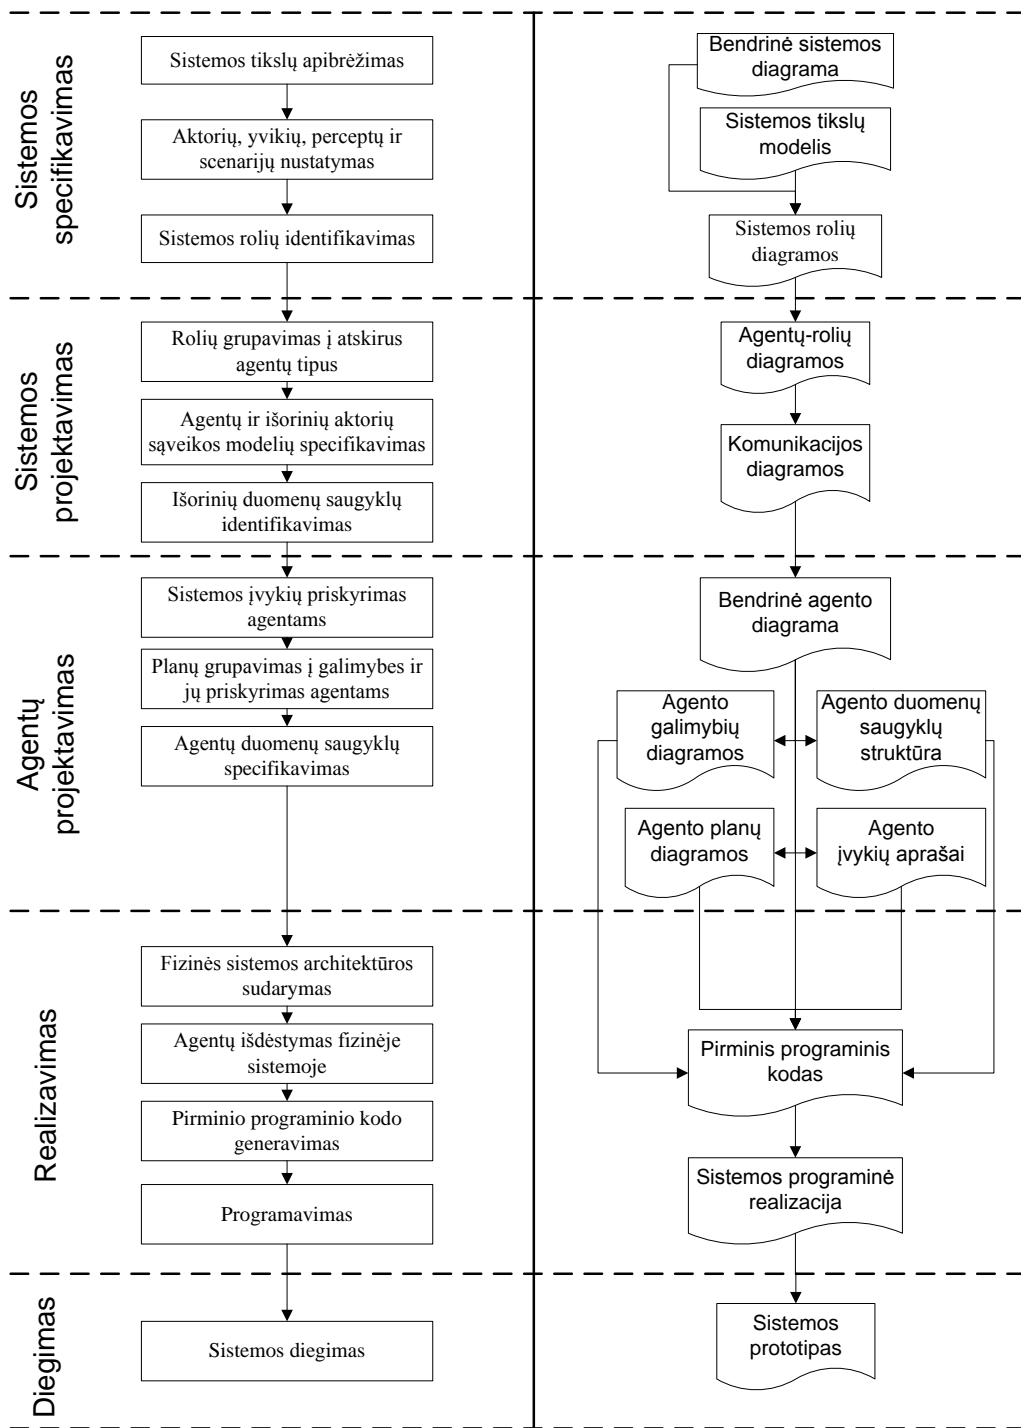 Sistemos
specifikavimas
Sistemos tikslų apibrėžimas
Aktorių, yvikių, perceptų ir
scenarijų nustatymas
Sistemos rolių identifikavimas
Bendrinė sistemos
diagrama
Sistemos tikslų
modelis
Sistemos rolių
diagramos
Sistemos
projektavimas
Rolių grupavimas į atskirus
agentų tipus
Agentų ir išorinių aktorių
sąveikos modelių specifikavimas
Išorinių duomenų saugyklų
identifikavimas
Agentų-rolių
diagramos
Komunikacijos
diagramos
Agentų
projektavimas
Sistemos įvykių priskyrimas
agentams
Planų grupavimas į galimybes ir
jų priskyrimas agentams
Agentų duomenų saugyklų
specifikavimas
Bendrinė agento
diagrama
Agento
galimybių
diagramos
Agento duomenų
saugyklų
struktūra
Agento planų
diagramos
Agento
įvykių aprašai
Realizavimas
Fizinės sistemos architektūros
sudarymas
Agentų išdėstymas fizinėje
sistemoje
Pirminio programinio kodo
generavimas
Programavimas
Pirminis programinis
kodas
Sistemos programinė
realizacija
Diegimas
Sistemos diegimas
Sistemos
prototipas